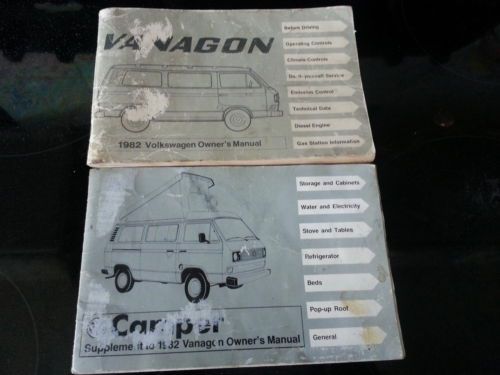 VANAGON
1982 Volkswagen Owner's Manual
Before Driving
Operating Controls
Climate Controls
Do-it-yourself Service
Emission Control
Technical Data
Diesel Engine
Gas Station Information
Camper
Supplement to 1982 Vanagon Owner's Manual
Storage and Cabinets
Water and Electricity
Stove and Tables
Refrigerator
Beds
Pop-up Roof
General